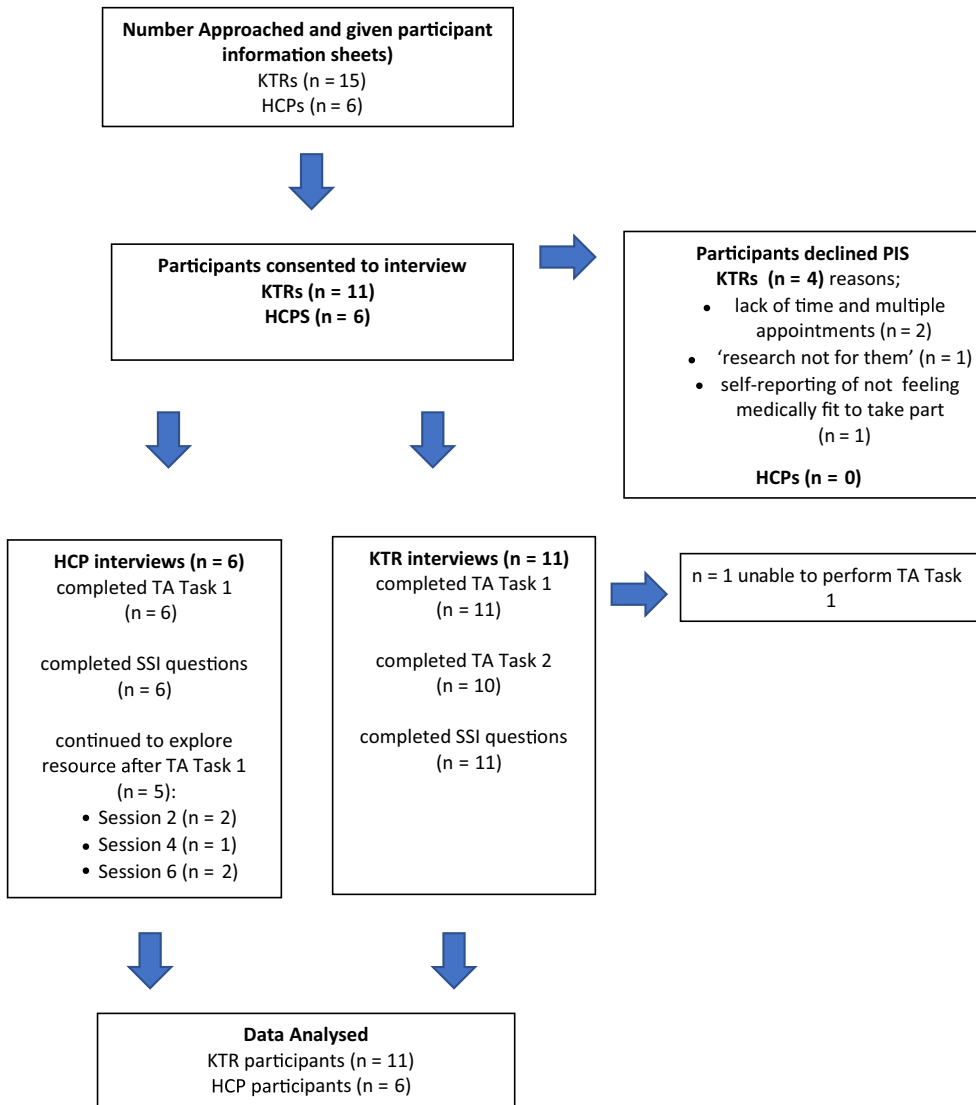 Number Approached and given participant
information sheets)
KTRs (n = 15)
HCPs (n = 6)
Participants consented to interview
KTRs (n = 11)
HCPS (n = 6)
Participants declined PIS
KTRs (n = 4) reasons;
• lack of time and multiple
appointments (n = 2)
• ‘research not for them’ (n = 1)
• self-reporting of not feeling
medically fit to take part
(n = 1)
HCPs (n = 0)
HCP interviews (n = 6)
completed TA Task 1
(n = 6)
completed SSI questions
(n = 6)
continued to explore
resource after TA Task 1
(n = 5):
• Session 2 (n = 2)
• Session 4 (n = 1)
• Session 6 (n = 2)
KTR interviews (n = 11)
completed TA Task 1
(n = 11)
completed TA Task 2
(n = 10)
completed SSI questions
(n = 11)
n = 1 unable to perform TA Task
1
Data Analysed
KTR participants (n = 11)
HCP participants (n = 6)